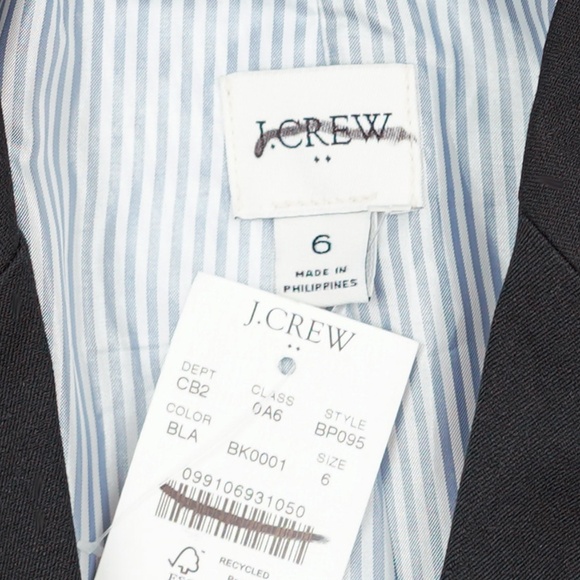 J.CREW
6
MADE IN
PHILIPPINES
J.CREW
DEPT CLASS STYLE
CB2 0A6 BP095
COLOR SIZE
BLA BK0001 6
099106931050
RECYCLED